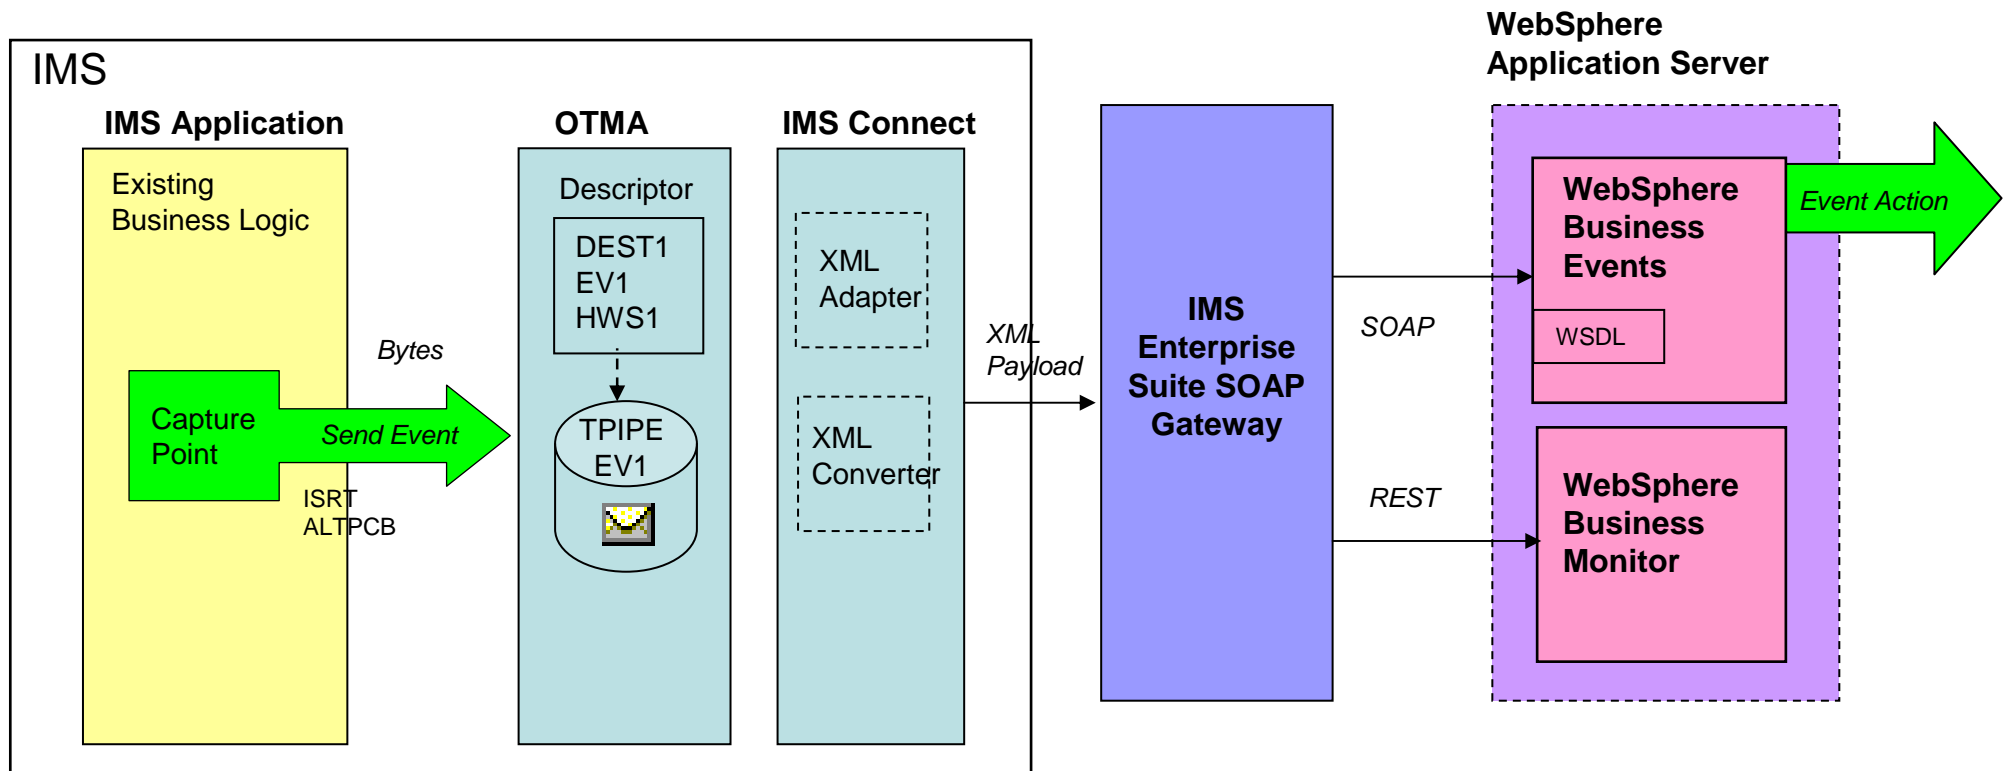 WebSphere
Application Server
IMS
IMS Application
OTMA
IMS Connect
Existing
Business Logic
Capture
Point
Send Event
Bytes
ISRT
ALTPCB
Descriptor
DEST1
EV1
HWS1
TPIPE
EV1
XML
Adapter
XML
Converter
XML
Payload
IMS
Enterprise
Suite SOAP
Gateway
SOAP
REST
WebSphere
Business
Events
WSDL
WebSphere
Business
Monitor
Event Action